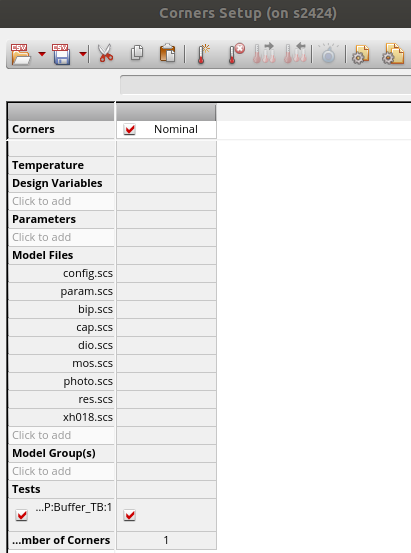 Corners Setup (on s2424)
CSV CSV
Corners Nominal
Temperature
Design Variables
Click to add
Parameters
Click to add
Model Files
config.scs
param.scs
bip.scs
cap.scs
dio.scs
mos.scs
photo.scs
res.scs
xh018.scs
Click to add
Model Group(s)
Click to add
Tests
...P:Buffer_TB:1
...mber of Corners 1